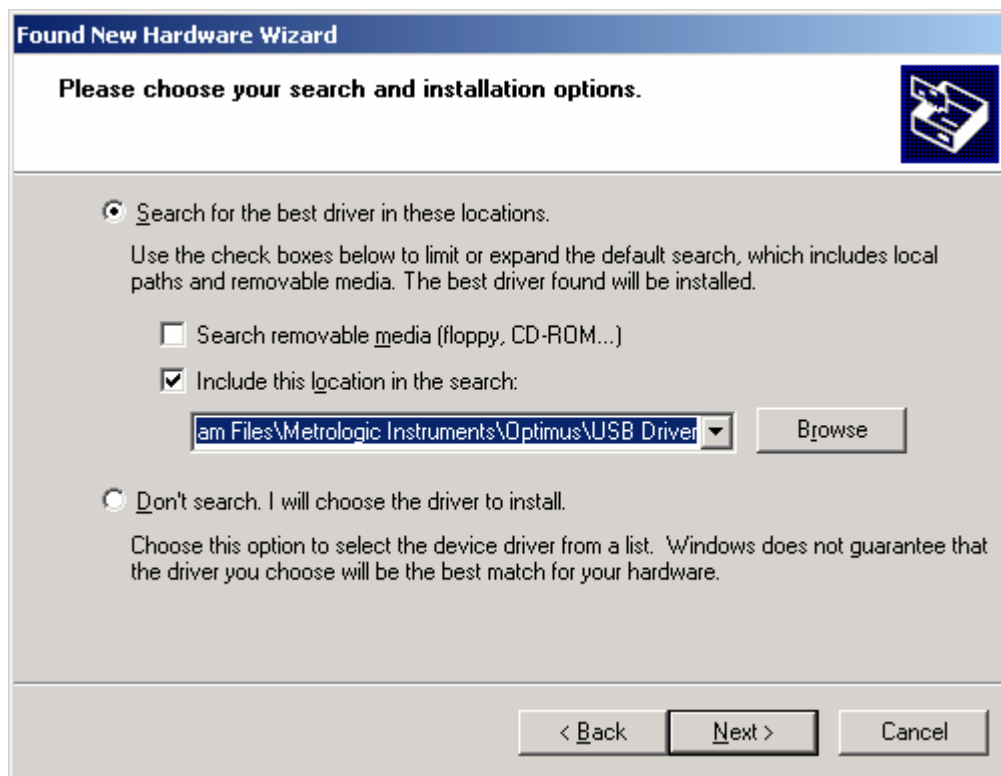 Found New Hardware Wizard
Please choose your search and installation options.
Search for the best driver in these locations.
Use the check boxes below to limit or expand the default search, which includes local
paths and removable media. The best driver found will be installed.
Search removable media (floppy, CD-ROM...)
Include this location in the search:
am Files\Metrologic Instruments\Optimus\USB Driver
Browse
Don't search. I will choose the driver to install.
Choose this option to select the device driver from a list. Windows does not guarantee that
the driver you choose will be the best match for your hardware.
< Back
Next >
Cancel